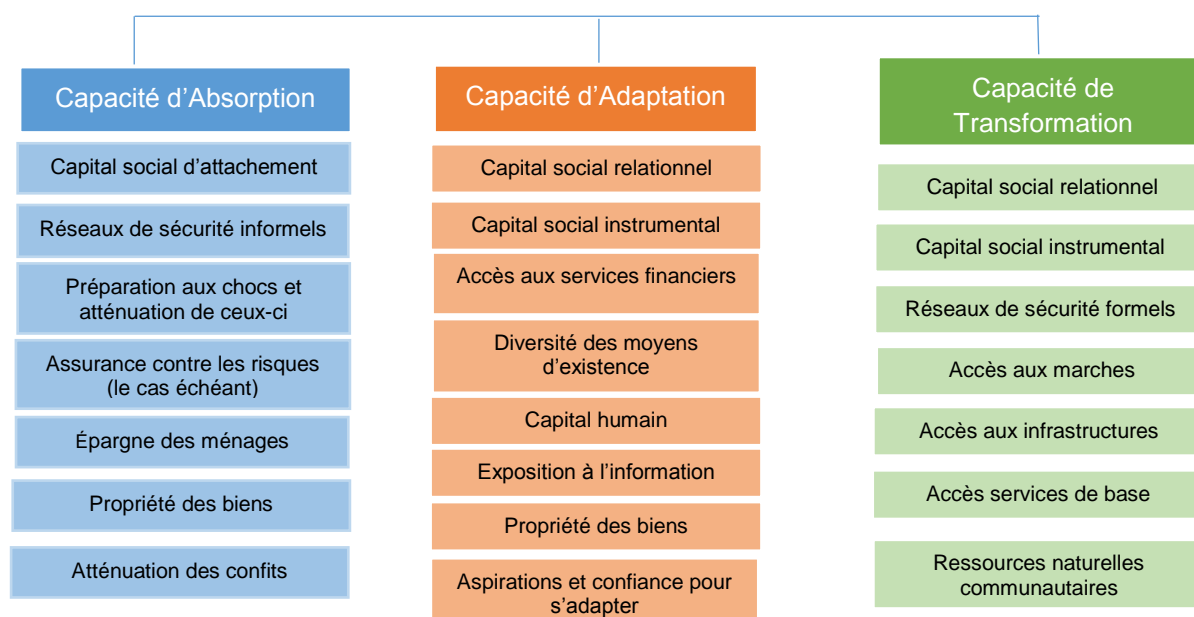 Capacité d’Absorption
Capital social d’attachement
Réseaux de sécurité informels
Préparation aux chocs et
atténuation de ceux-ci
Assurance contre les risques
(le cas échéant)
Épargne des ménages
Propriété des biens
Atténuation des confits
Capacité d’Adaptation
Capital social relationnel
Capital social instrumental
Accès aux services financiers
Diversité des moyens
d’existence
Capital humain
Exposition à l’information
Propriété des biens
Aspirations et confiance pour
s’adapter
Capacité de
Transformation
Capital social relationnel
Capital social instrumental
Réseaux de sécurité formels
Accès aux marches
Accès aux infrastructures
Accès services de base
Ressources naturelles
communautaires